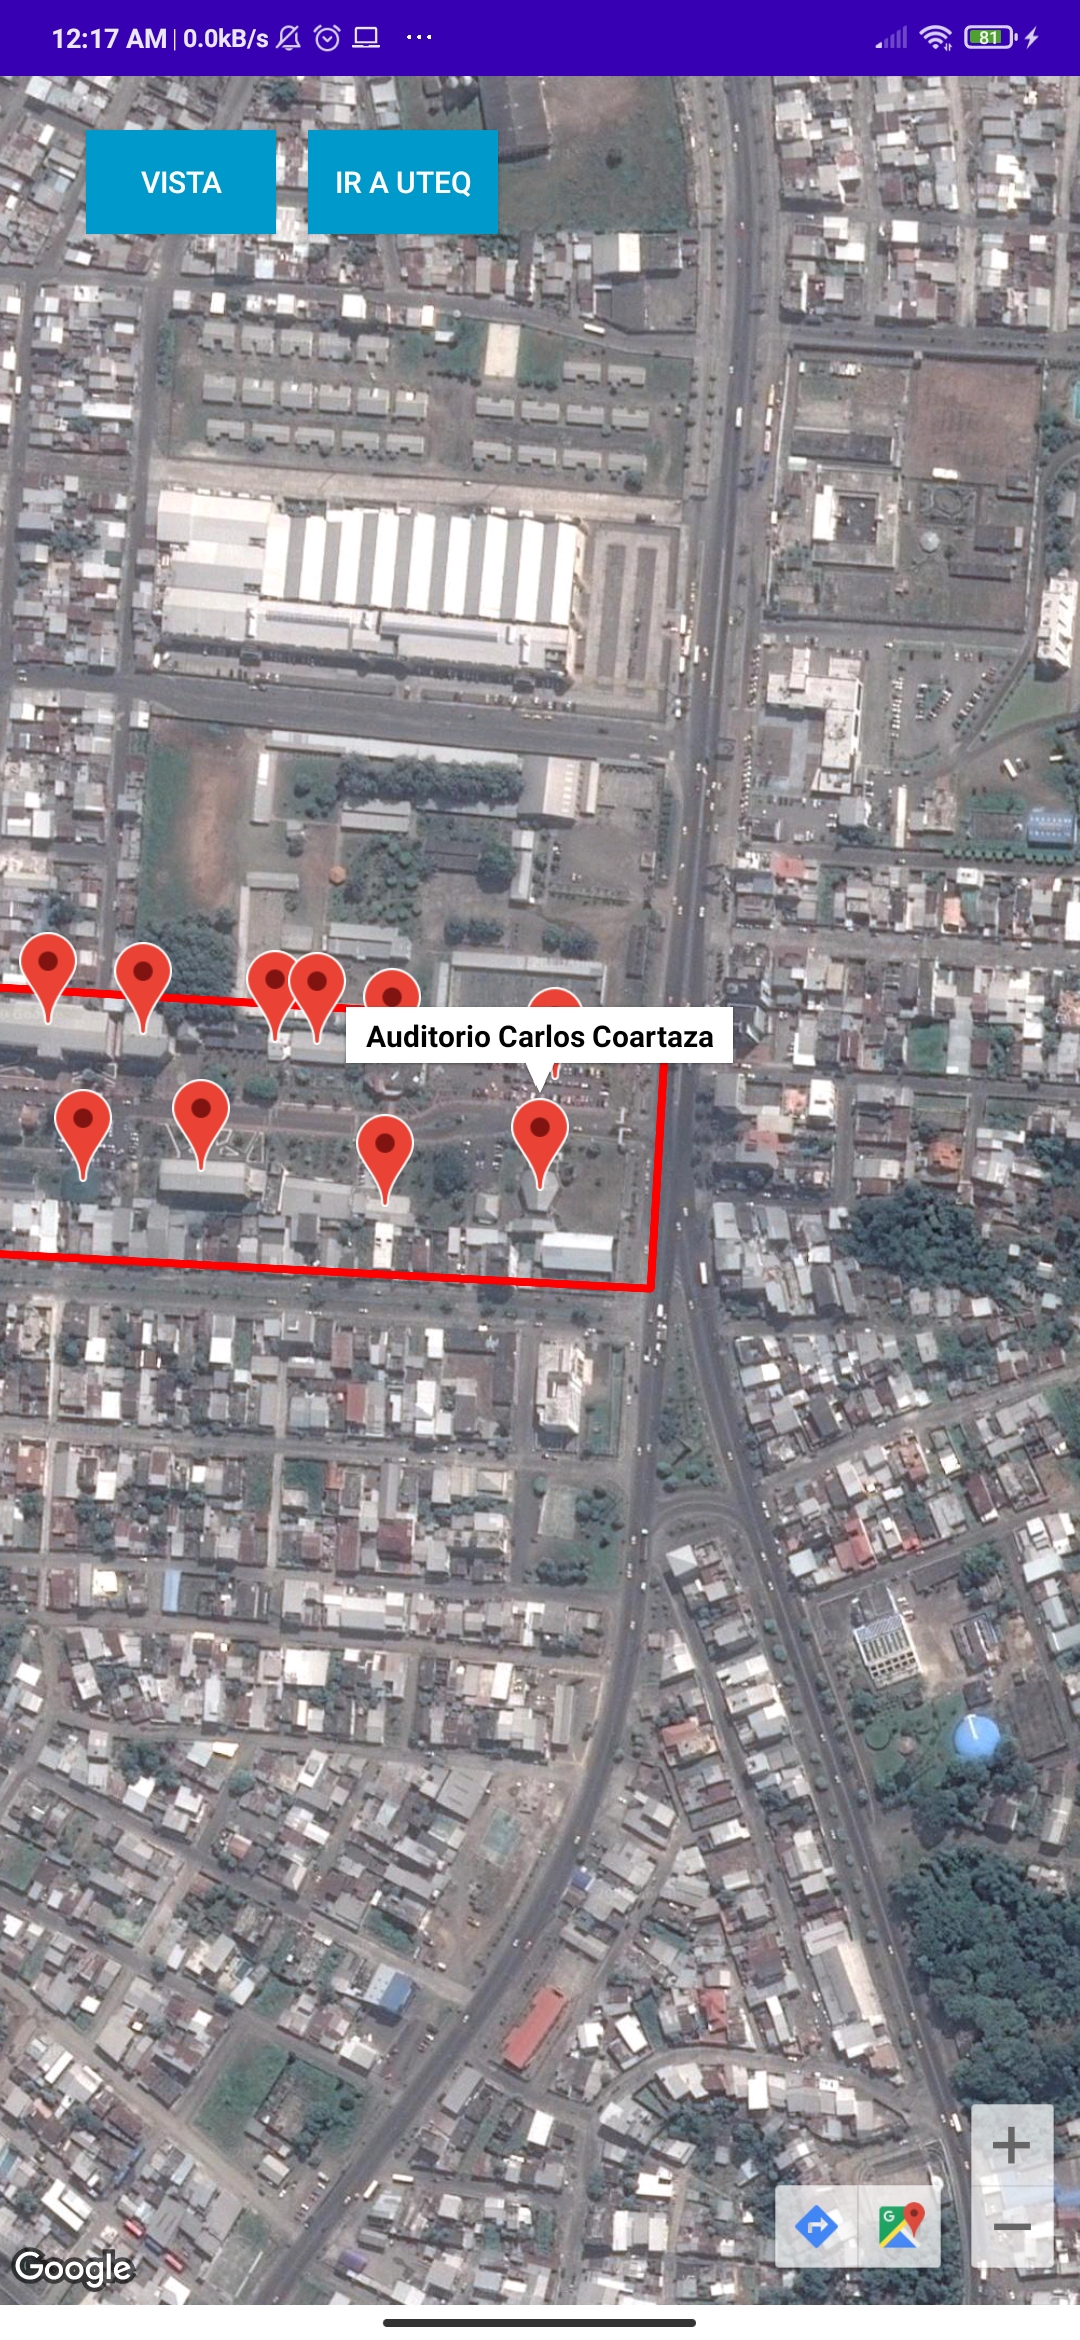 12:17 AM | 0.0kB/s ...
81
VISTA
IR A UTEQ
Auditorio Carlos Coartaza
+
−
G
Google